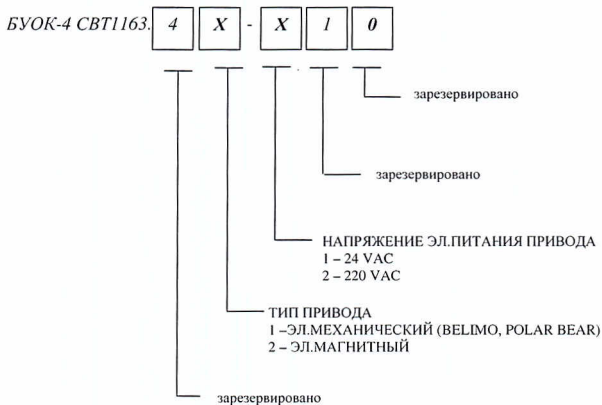 БУОК-4 СВТ1163. 4 X - X 1 0
зарезервировано
зарезервировано
НАПРЯЖЕНИЕ ЭЛ.ПИТАНИЯ ПРИВОДА
1 – 24 VAC
2 – 220 VAC
ТИП ПРИВОДА
1 –ЭЛ.МЕХАНИЧЕСКИЙ (BELIMO, POLAR BEAR)
2 – ЭЛ.МАГНИТНЫЙ
зарезервировано